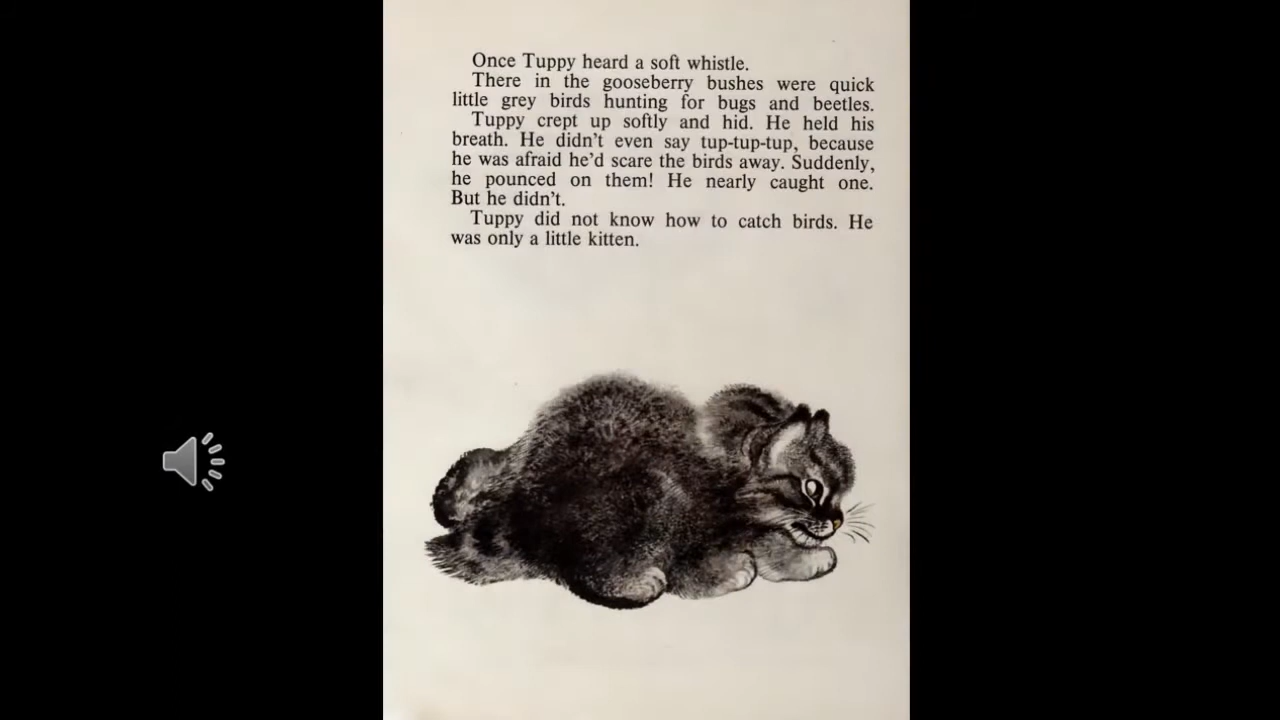 Once Tuppy heard a soft whistle.
There in the gooseberry bushes were quick
little grey birds hunting for bugs and beetles.
Tuppy crept up softly and hid. He held his
breath. He didn't even say tup-tup-tup, because
he was afraid he'd scare the birds away. Suddenly,
he pounced on them! He nearly caught one.
But he didn't.
Tuppy did not know how to catch birds. He
was only a little kitten.